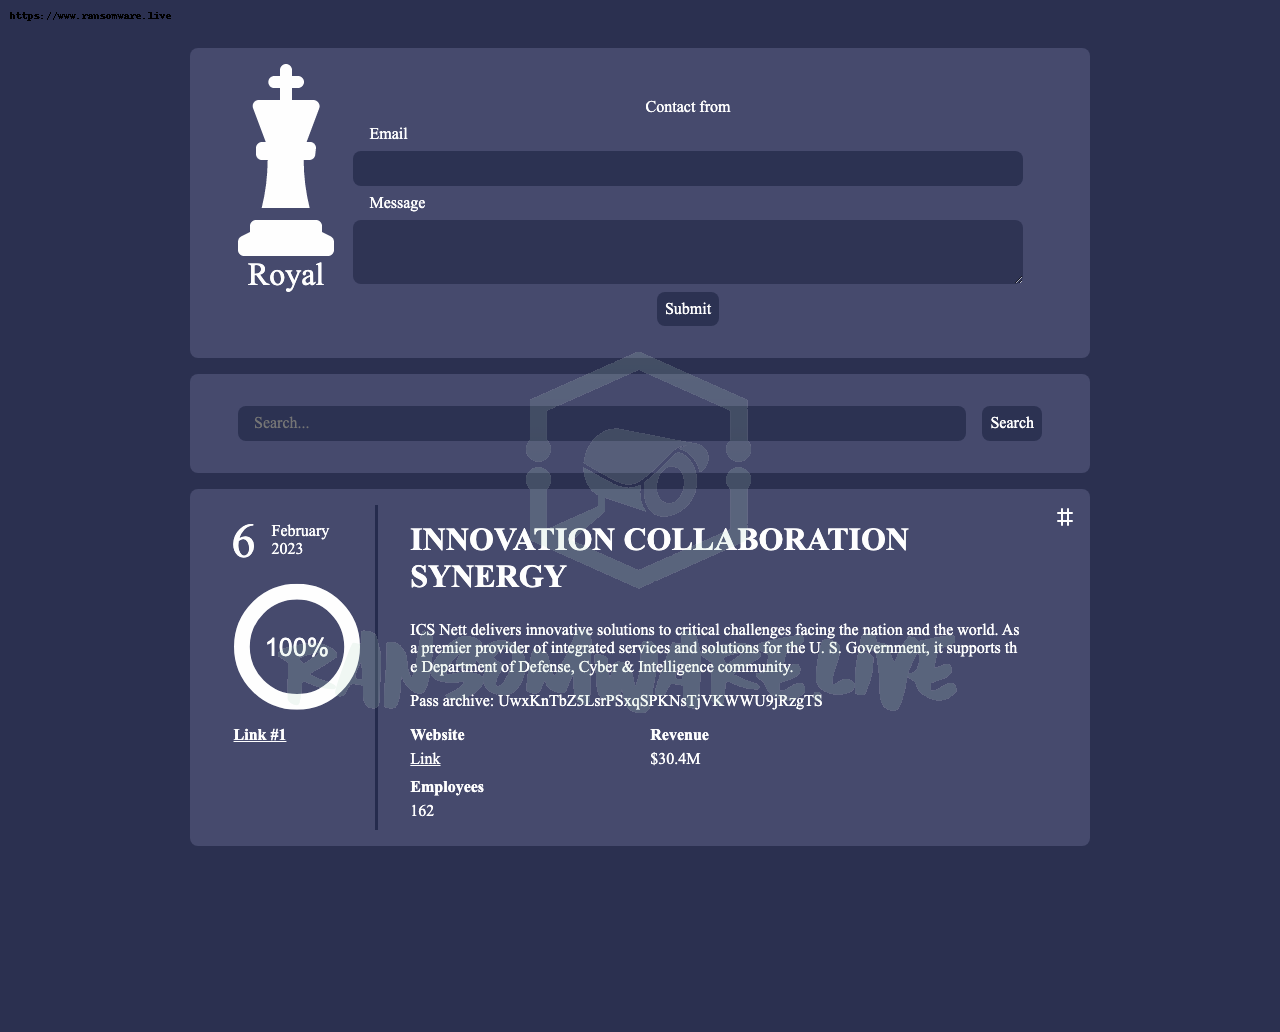 https://www.ransomware.live
Contact from
Email
Message
Submit
Royal
Search...
Search
6
February
2023
100%
Link #1
#
INNOVATION COLLABORATION
SYNERGY
ICS Nett delivers innovative solutions to critical challenges facing the nation and the world. As
a premier provider of integrated services and solutions for the U. S. Government, it supports th
e Department of Defense, Cyber & Intelligence community.
Pass archive: UwxKnTbZ5LsrPSxqSPKNsTjVKWWU9jRzgTS
Website
Revenue
Link
$30.4M
Employees
162
RANSOMWARE LIVE